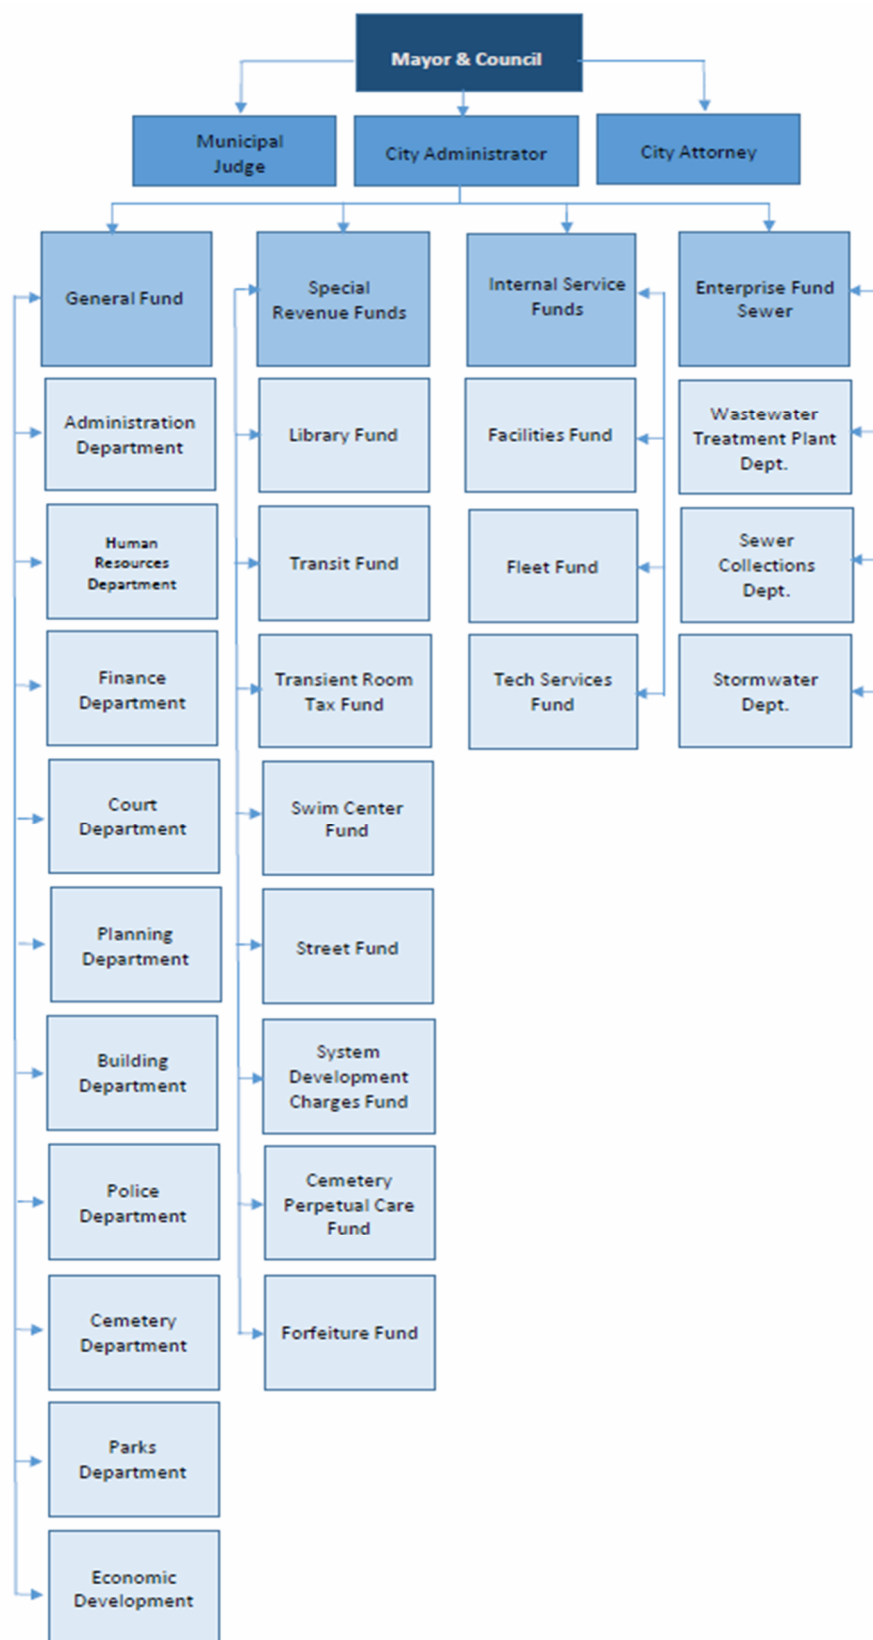 Mayor & Council
Municipal
Judge
City Administrator
City Attorney
General Fund
Special
Revenue Funds
Internal Service
Funds
Enterprise Fund
Sewer
Administration
Department
Library Fund
Facilities Fund
Wastewater
Treatment Plant
Dept.
Human
Resources
Department
Transit Fund
Fleet Fund
Sewer
Collections
Dept.
Finance
Department
Transient Room
Tax Fund
Tech Services
Fund
Stormwater
Dept.
Court
Department
Swim Center
Fund
Planning
Department
Street Fund
Building
Department
System
Development
Charges Fund
Police
Department
Cemetery
Perpetual Care
Fund
Cemetery
Department
Forfeiture Fund
Parks
Department
Economic
Development